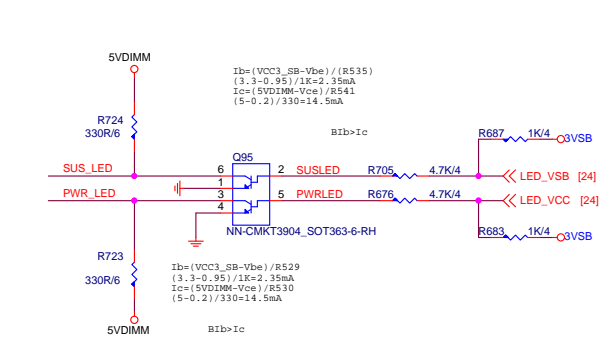 5VDIMM
Ib=(VCC3_SB-Vbe)/(R535)
(3.3-0.95)/1K=2.35mA
Ic=(5VDIMM-Vce)/R541
(5-0.2)/330=14.5mA
R724
330R/6
BIb>Ic
R687
1K/4
3VSB
Q95
SUS_LED
6
2
SUSLED
R705
4.7K/4
LED_VSB [24]
1
PWR_LED
3
5
PWRLED
R676
4.7K/4
LED_VCC [24]
4
NN-CMKT3904_SOT363-6-RH
R683
1K/4
3VSB
R723
330R/6
Ib=(VCC3_SB-Vbe)/R529
(3.3-0.95)/1K=2.35mA
Ic=(5VDIMM-Vce)/R530
(5-0.2)/330=14.5mA
5VDIMM
BIb>Ic